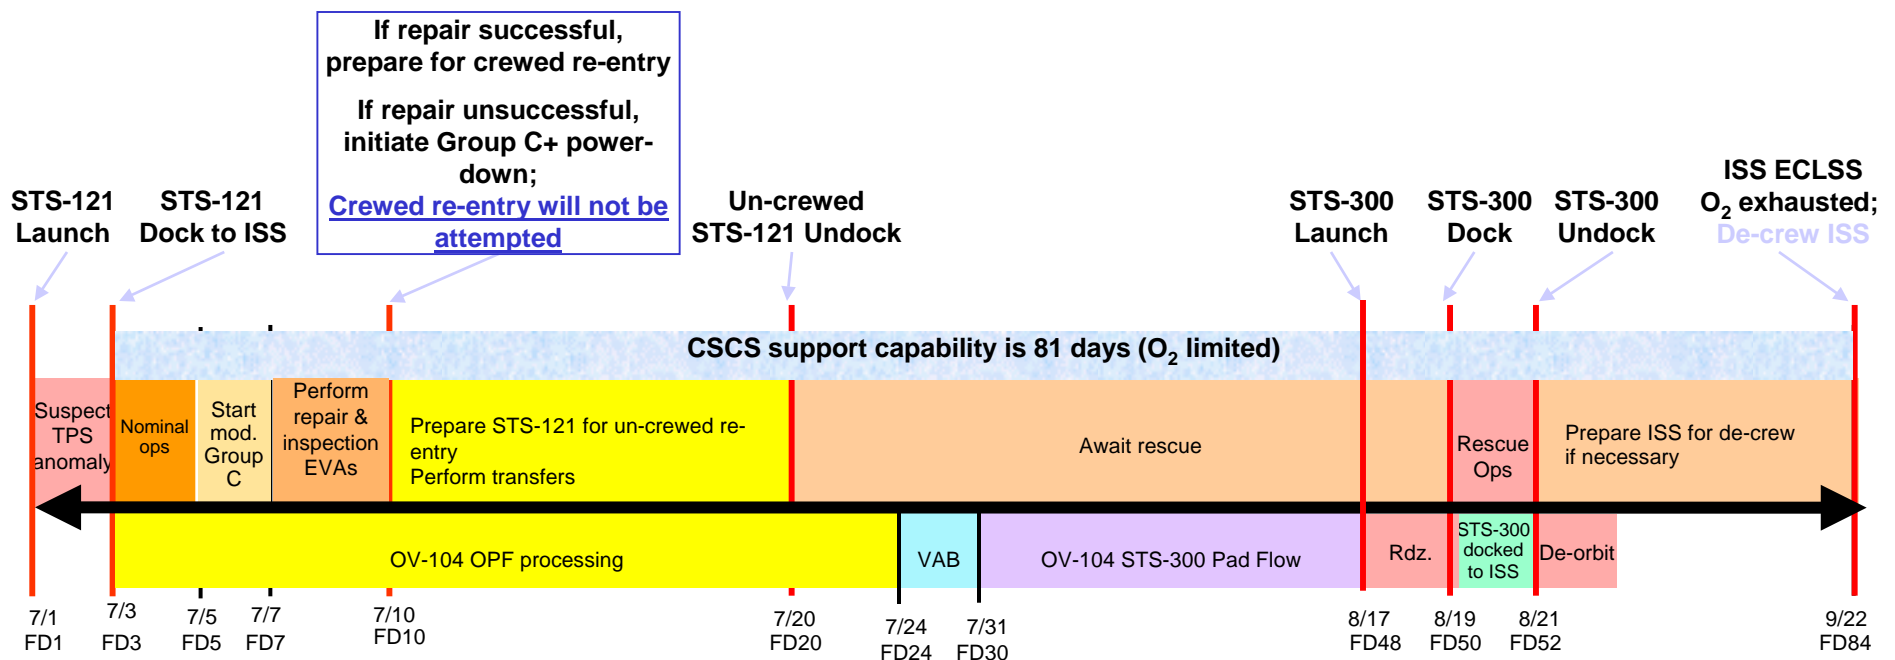 If repair successful,
prepare for crewed re-entry
If repair unsuccessful,
initiate Group C+ power-
down;
Crewed re-entry will not be
attempted
STS-121
Launch
STS-121
Dock to ISS
Un-crewed
STS-121 Undock
STS-300
Launch
STS-300
Dock
STS-300
Undock
ISS ECLSS
O2 exhausted;
De-crew ISS
CSCS support capability is 81 days (O2 limited)
Suspect
TPS
anomaly
Nominal
ops
Start
mod.
Group
C
Perform
repair &
inspection
EVAs
Prepare STS-121 for un-crewed re-
entry
Perform transfers
Await rescue
Rescue
Ops
Prepare ISS for de-crew
if necessary
OV-104 OPF processing
VAB
OV-104 STS-300 Pad Flow
Rdz.
STS-300
docked
to ISS
De-orbit
7/1
FD1
7/3
FD3
7/5
FD5
7/7
FD7
7/10
FD10
7/20
FD20
7/24
FD24
7/31
FD30
8/17
FD48
8/19
FD50
8/21
FD52
9/22
FD84